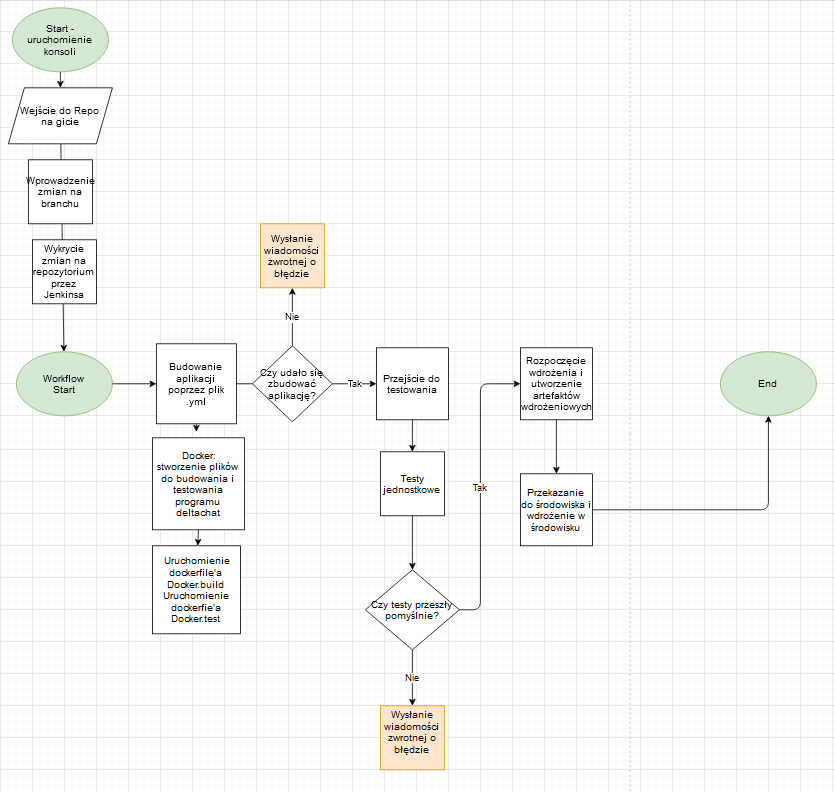 Start -
uruchomienie
konsoli
Wejście do Repo
na gicie
Wprowadzenie
zmian na
branchu
Wykrycie
zmian na
repozytorium
przez
Jenkinsa
Workflow
Start
Budowanie
aplikacji
poprzez plik
.yml
Docker:
stworzenie plików
do budowania i
testowania
programu
deltachat
Uruchomienie
dockerfile'a
Docker.build
Uruchomienie
dockerfie'a
Docker.test
Wysłanie
wiadomości
zwrotnej o
błędzie
Nie
Czy udało się
zbudować
aplikację?
Tak
Przejście do
testowania
Testy
jednostkowe
Czy testy przeszły
pomyślnie?
Nie
Wysłanie
wiadomości
zwrotnej o
błędzie
Tak
Rozpoczęcie
wdrożenia i
utworzenie
artefaktów
wdrożeniowych
Przekazanie
do środowiska i
wdrożenie w
środowisku
End